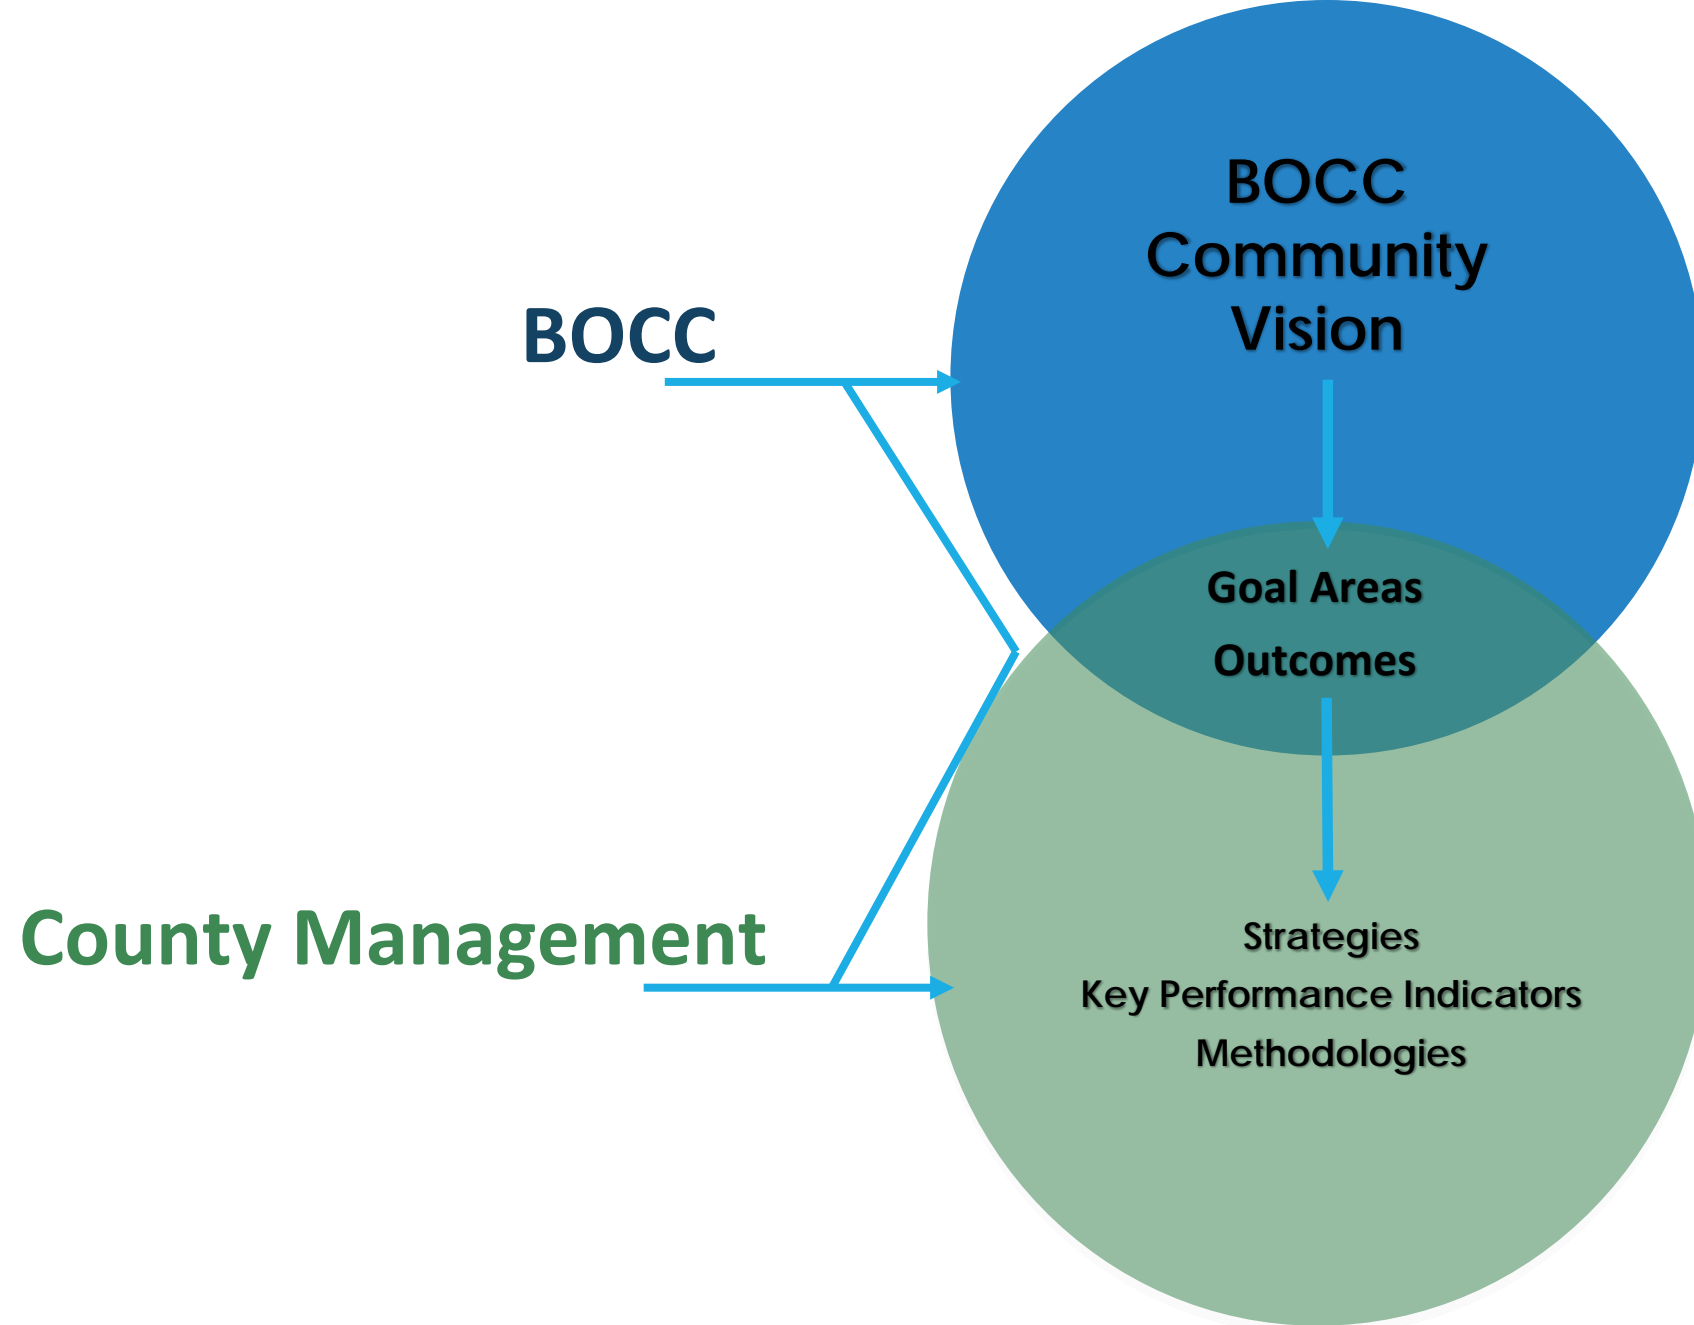 BOCC
Community
Vision
BOCC
Goal Areas
Outcomes
County Management
Strategies
Key Performance Indicators
Methodologies